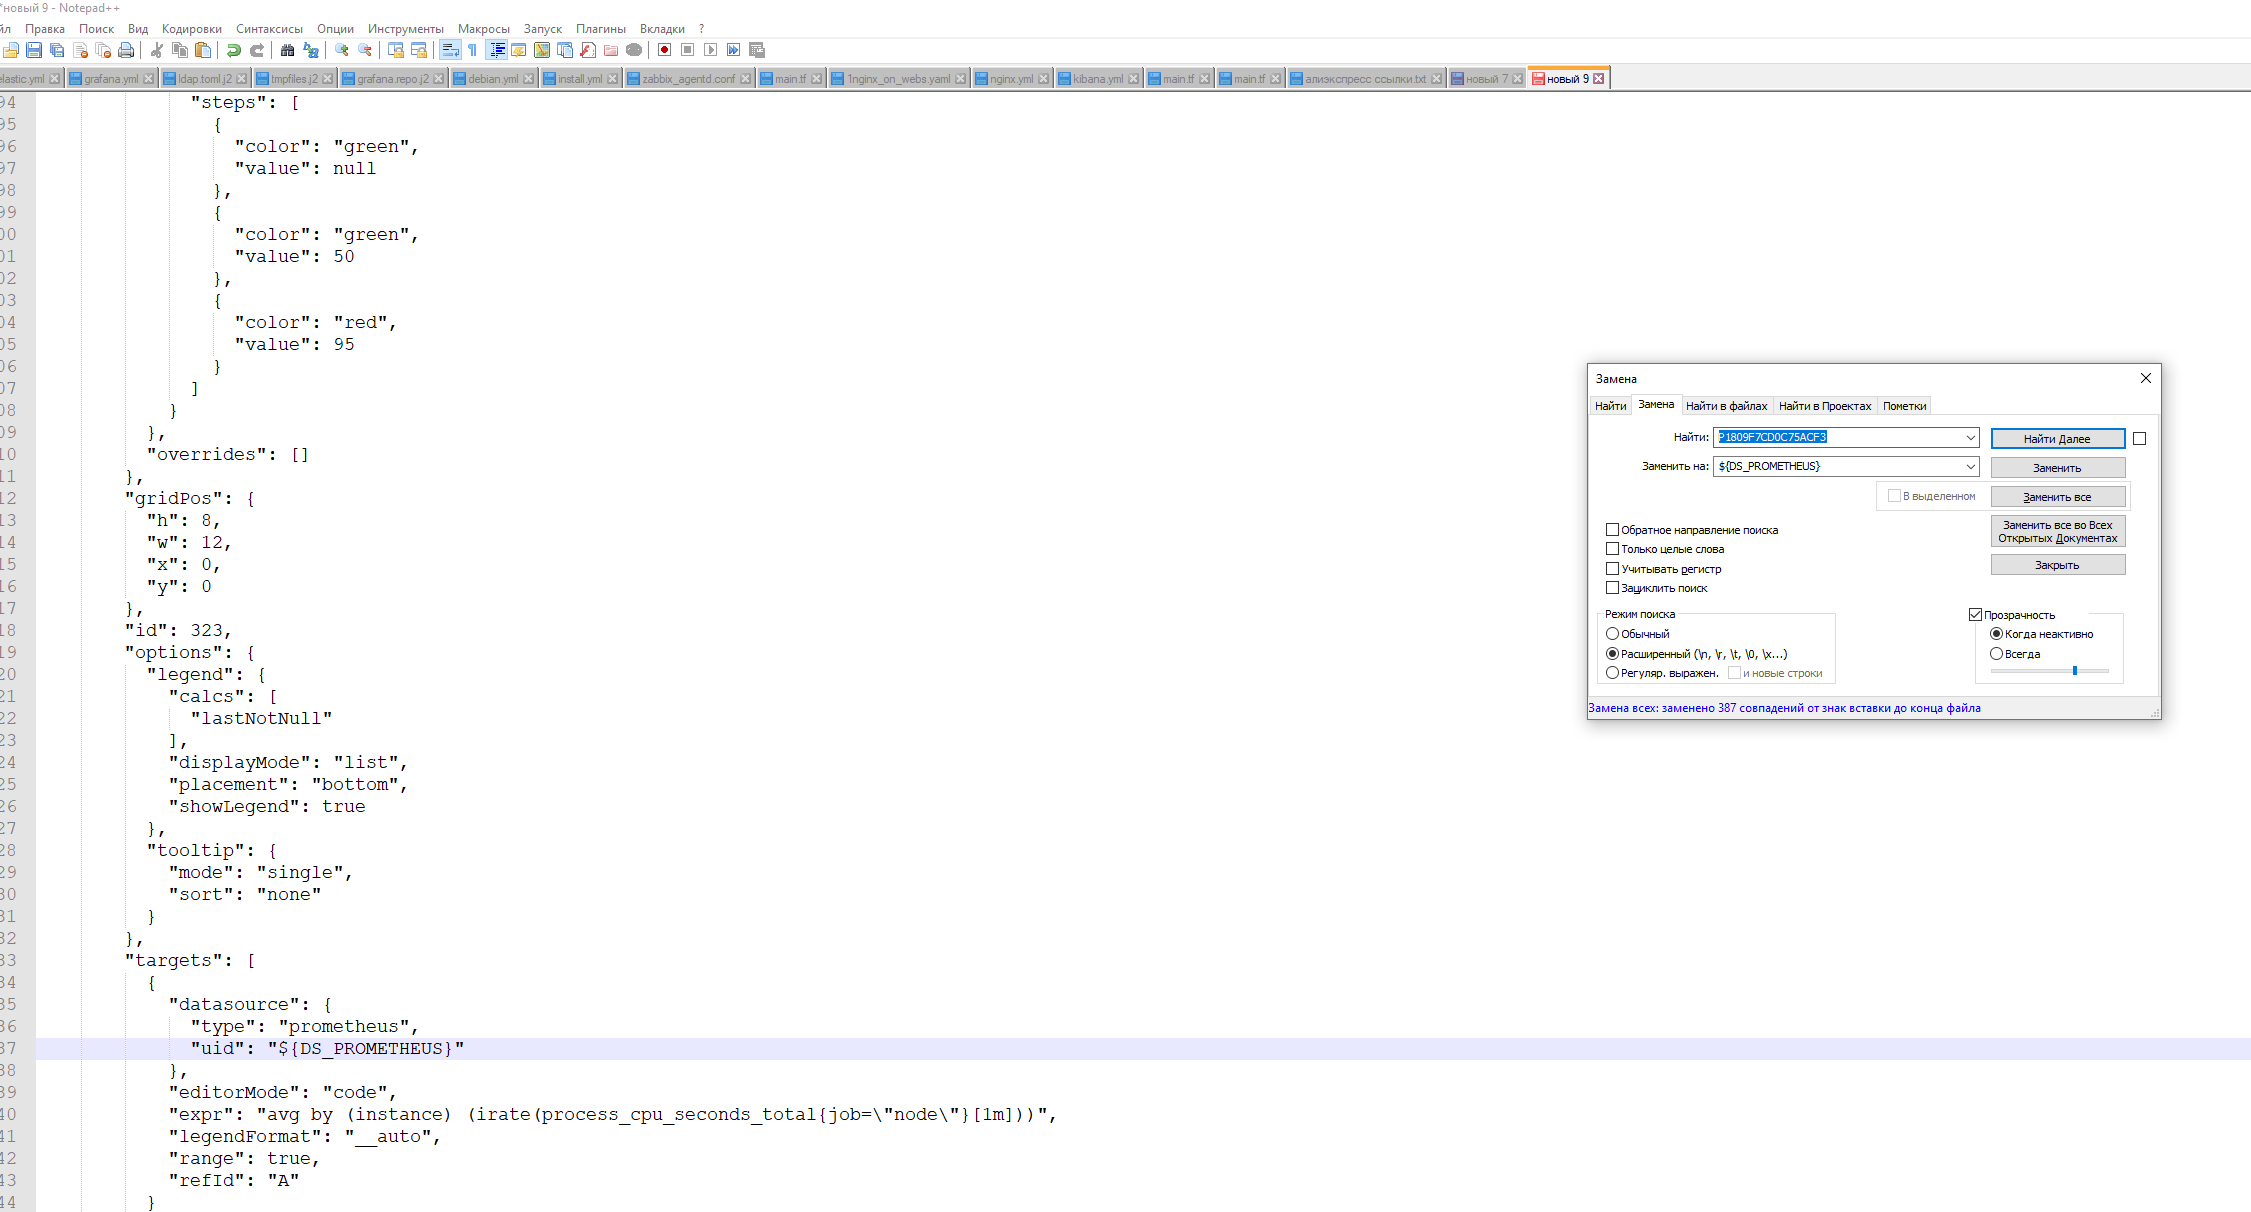 *новый 9 - Notepad++
йл Правка Поиск Вид Кодировки Синтаксисы Опции Инструменты Макросы Запуск Плагины Вкладки ?
elastic.yml grafana.yml ldap.toml.j2 tmpfiles.j2 grafana.repo.j2 debian.yml install.yml zabbix_agentd.conf main.tf 1nginx_on_webs.yaml nginx.yml kibana.yml main.tf main.tf алиэкспресс ссылки.txt новый 7 новый 9
94 "steps": [
95 {
96 "color": "green",
97 "value": null
98 },
99 {
00 "color": "green",
01 "value": 50
02 },
03 {
04 "color": "red",
05 "value": 95
06 }
07 ]
08 }
09 },
10 "overrides": []
11 },
12 "gridPos": {
13 "h": 8,
14 "w": 12,
15 "x": 0,
16 "y": 0
17 },
18 "id": 323,
19 "options": {
20 "legend": {
21 "calcs": [
22 "lastNotNull"
23 ],
24 "displayMode": "list",
25 "placement": "bottom",
26 "showLegend": true
27 },
28 "tooltip": {
29 "mode": "single",
30 "sort": "none"
31 }
32 },
33 "targets": [
34 {
35 "datasource": {
36 "type": "prometheus",
37 "uid": "${DS_PROMETHEUS}"
38 },
39 "editorMode": "code",
40 "expr": "avg by (instance) (irate(process_cpu_seconds_total{job=\"node\"}[1m]))",
41 "legendFormat": "__auto",
42 "range": true,
43 "refId": "A"
44 }
Замена
Найти Замена Найти в файлах Найти в Проектах Пометки
Найти: P1809F7CD0C75ACF3 Найти Далее
Заменить на: ${DS_PROMETHEUS} Заменить
В выделенном Заменить все
Обратное направление поиска Заменить все во Всех Открытых Документах
Только целые слова
Учитывать регистр Закрыть
Зациклить поиск
Режим поиска Прозрачность
Обычный Когда неактивно
Расширенный (\n, \r, \t, \0, \x...) Всегда
Регуляр. выражен. и новые строки
Замена всех: заменено 387 совпадений от знак вставки до конца файла